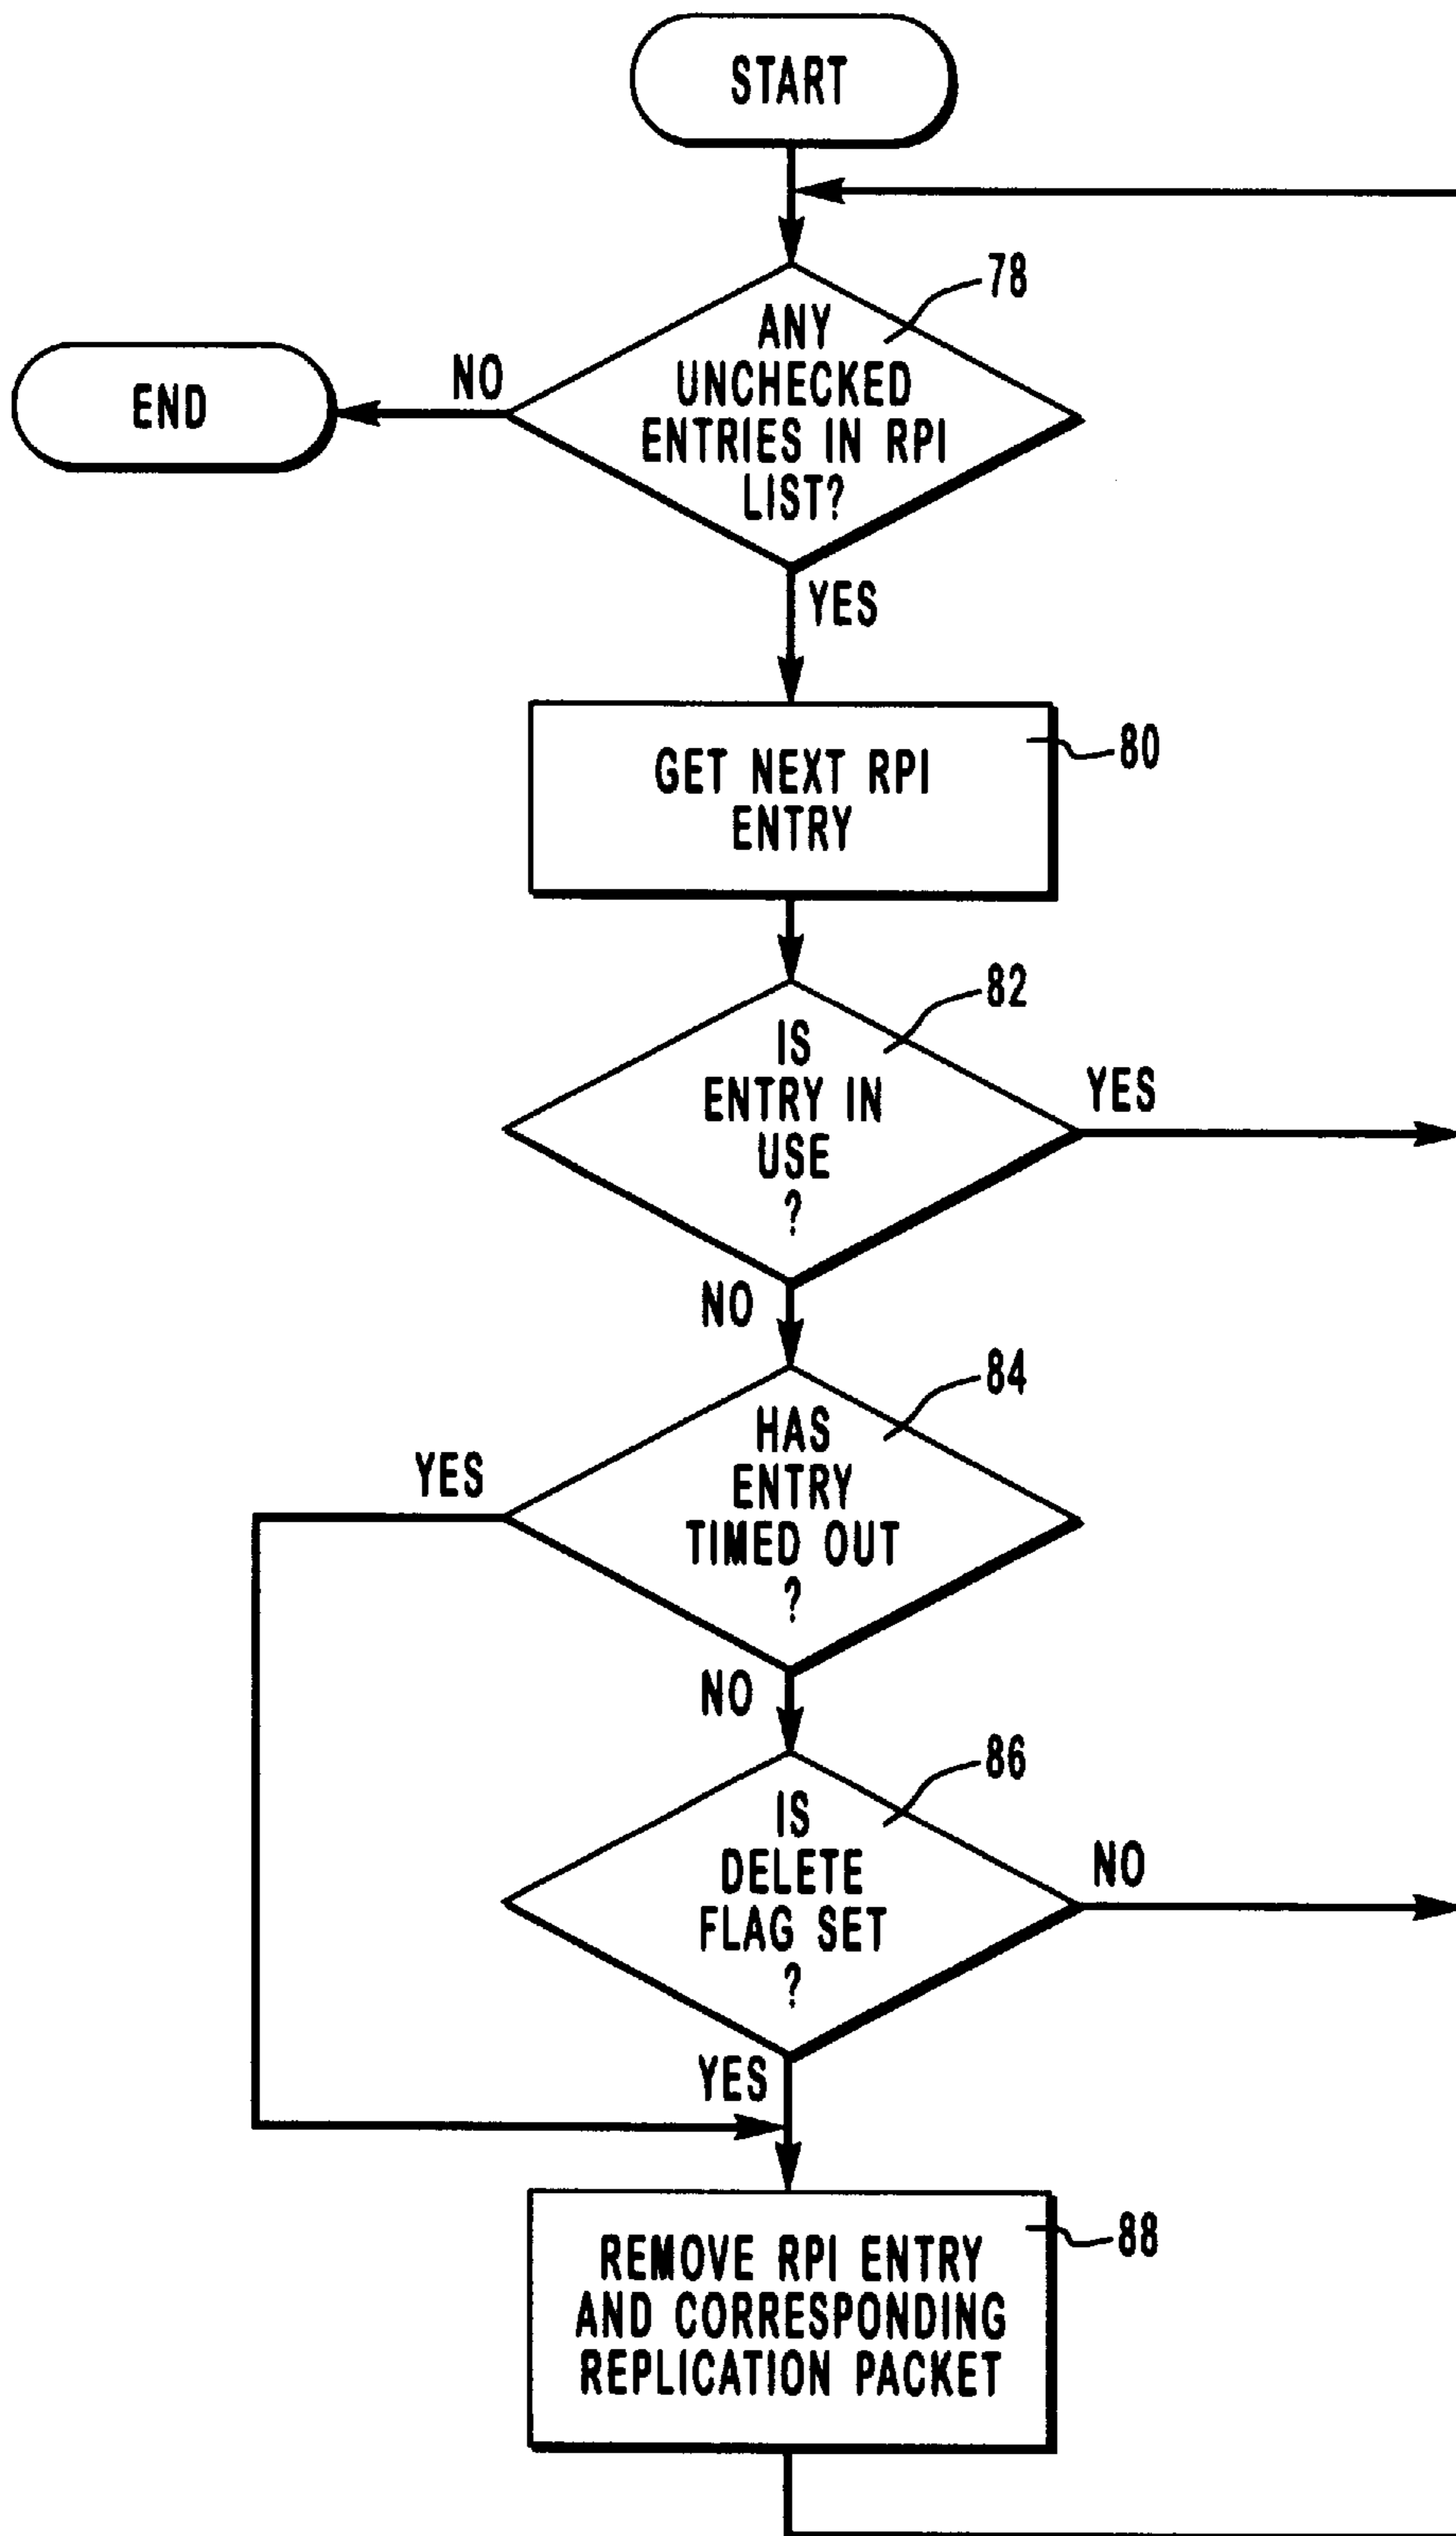 START
78
ANY
UNCHECKED
ENTRIES IN RPI
LIST?
NO
END
YES
80
GET NEXT RPI
ENTRY
82
IS
ENTRY IN
USE
?
YES
NO
84
HAS
ENTRY
TIMED OUT
?
YES
NO
86
IS
DELETE
FLAG SET
?
NO
YES
88
REMOVE RPI ENTRY
AND CORRESPONDING
REPLICATION PACKET